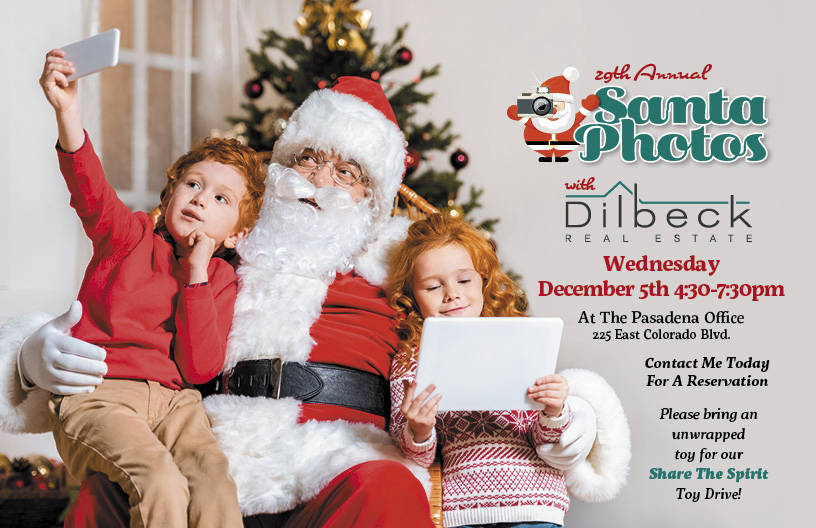 29th Annual
Santa
Photos
with
Dilbeck
REAL ESTATE
Wednesday
December 5th 4:30-7:30pm
At The Pasadena Office
225 East Colorado Blvd.
Contact Me Today
For A Reservation
Please bring an
unwrapped
toy for our
Share The Spirit
Toy Drive!